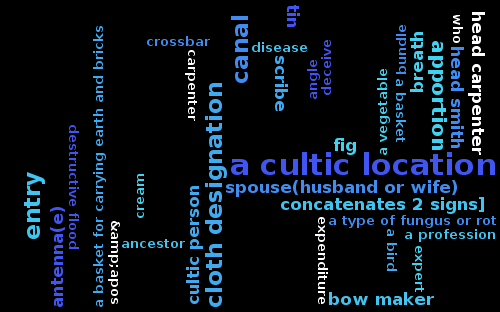 tin
canal
crossbar
disease
carpenter
scribe
angle
deceive
bundle a basket
a vegetable
breath
apportion
who
head smith
head carpenter
a basket for carrying earth and bricks
destructive flood
entry
antenna(e)
&amp;apos
cream
ancestor
cultic person
cloth designation
fig
a cultic location
spouse(husband or wife)
concatenates 2 signs]
a type of fungus or rot
a profession
expenditure
a bird
expert
bow maker